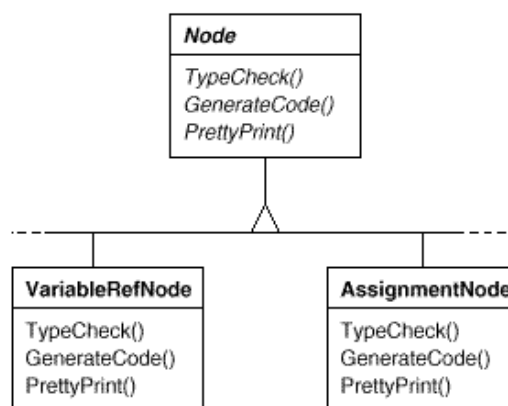 Node
TypeCheck()
GenerateCode()
PrettyPrint()
VariableRefNode
TypeCheck()
GenerateCode()
PrettyPrint()
AssignmentNode
TypeCheck()
GenerateCode()
PrettyPrint()